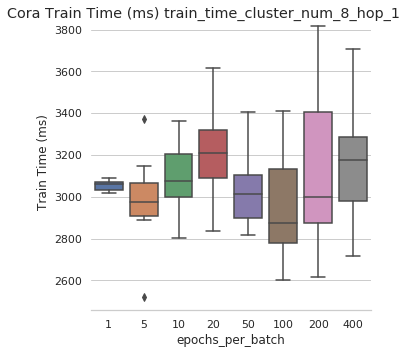 Cora Train Time (ms) train_time_cluster_num_8_hop_1
3800
3600
3400
3200
3000
2800
2600
Train Time (ms)
1 5 10 20 50 100 200 400
epochs_per_batch